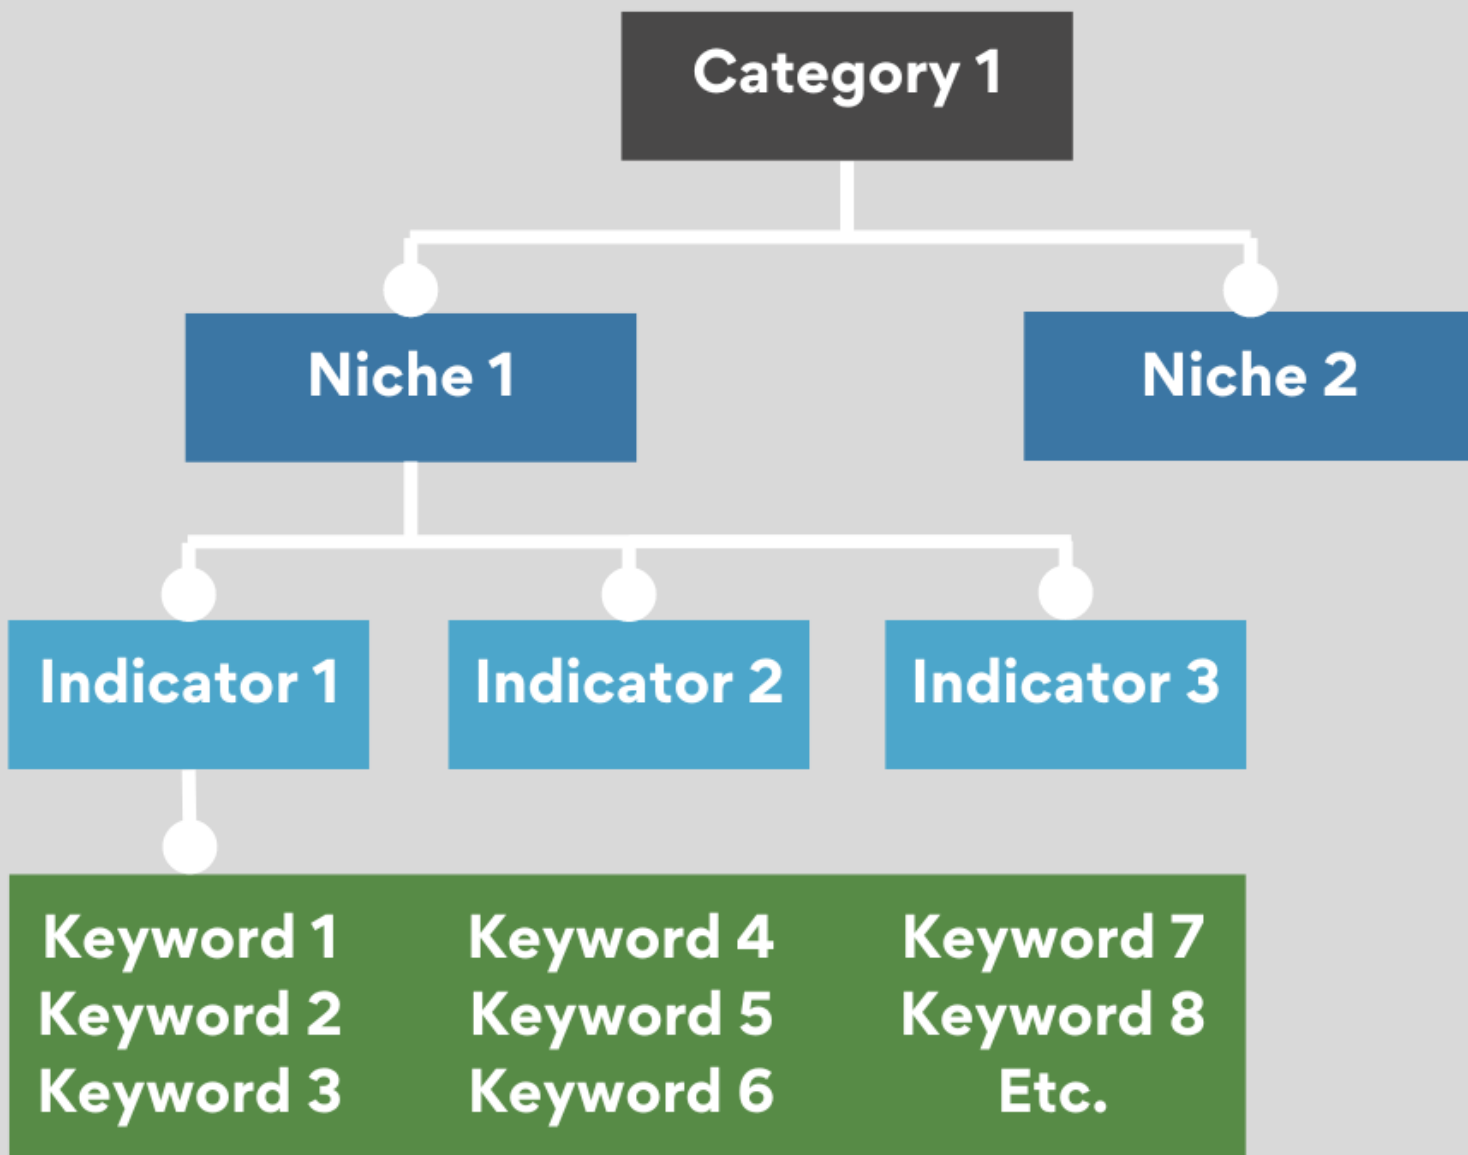 Category 1
Niche 1
Niche 2
Indicator 1
Indicator 2
Indicator 3
Keyword 1
Keyword 2
Keyword 3
Keyword 4
Keyword 5
Keyword 6
Keyword 7
Keyword 8
Etc.